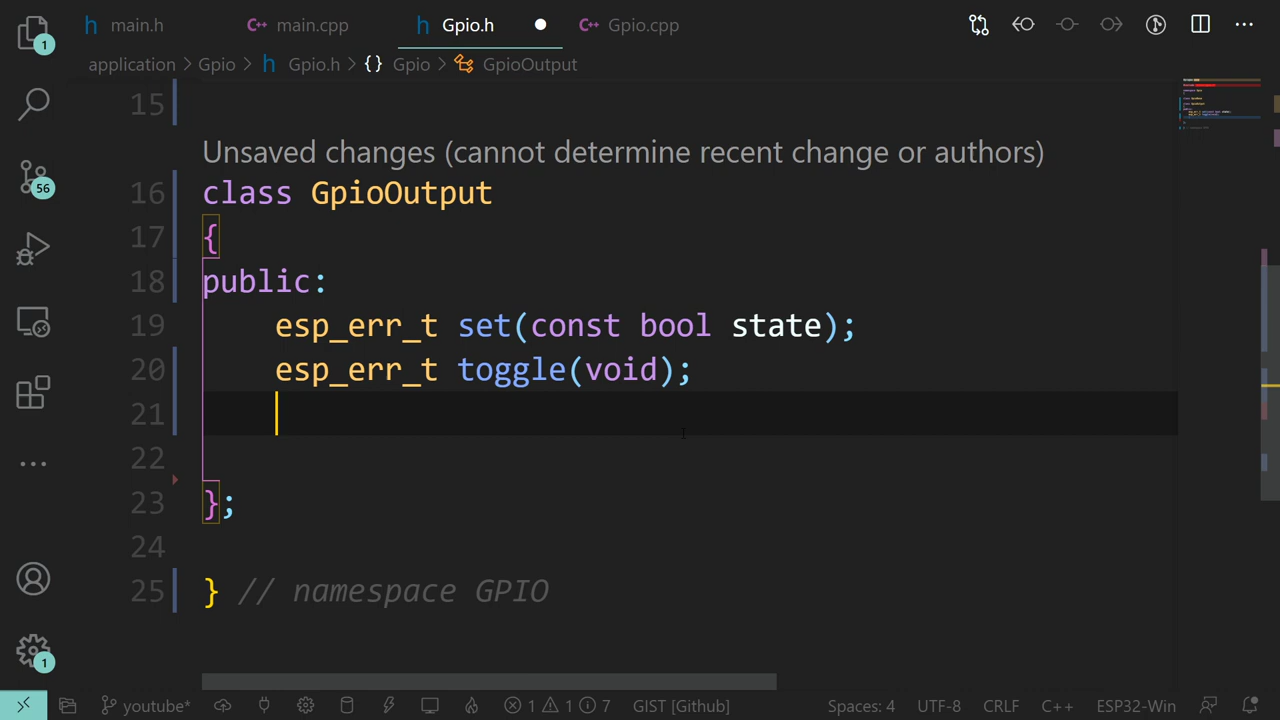 main.h main.cpp Gpio.h Gpio.cpp
application > Gpio > Gpio.h > {} Gpio > GpioOutput
15
Unsaved changes (cannot determine recent change or authors)
16 class GpioOutput
17 {
18 public:
19 esp_err_t set(const bool state);
20 esp_err_t toggle(void);
21
22
23 };
24
25 } // namespace GPIO
1
56
1
youtube* 1 1 7 GIST [Github] Spaces: 4 UTF-8 CRLF C++ ESP32-Win